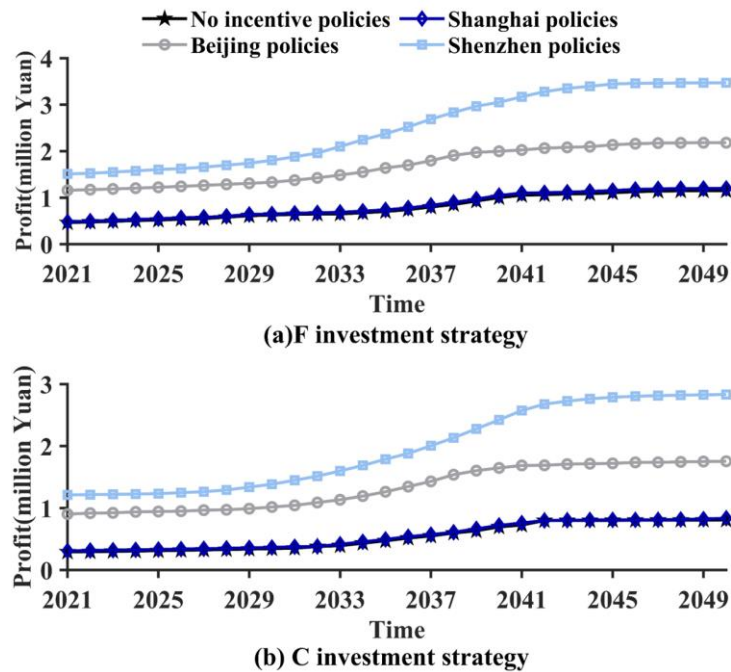 No incentive policies Shanghai policies
Beijing policies Shenzhen policies
Profit(million Yuan)
4
3
2
1
0
2021 2025 2029 2033 2037 2041 2045 2049
Time
(a)F investment strategy
Profit(million Yuan)
3
2
1
0
2021 2025 2029 2033 2037 2041 2045 2049
Time
(b) C investment strategy